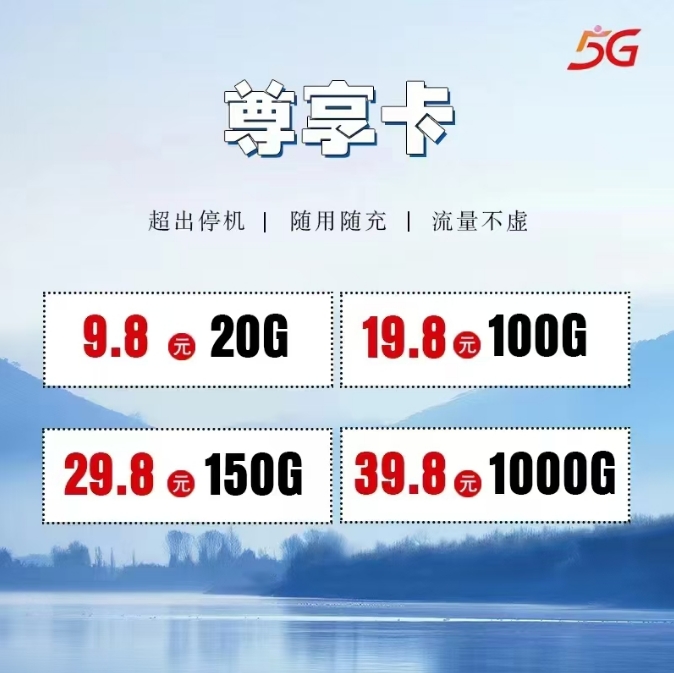 5G
尊享卡
超出停机 | 随用随充 | 流量不虚
9.8 元 20G
19.8 元 100G
29.8 元 150G
39.8 元 1000G